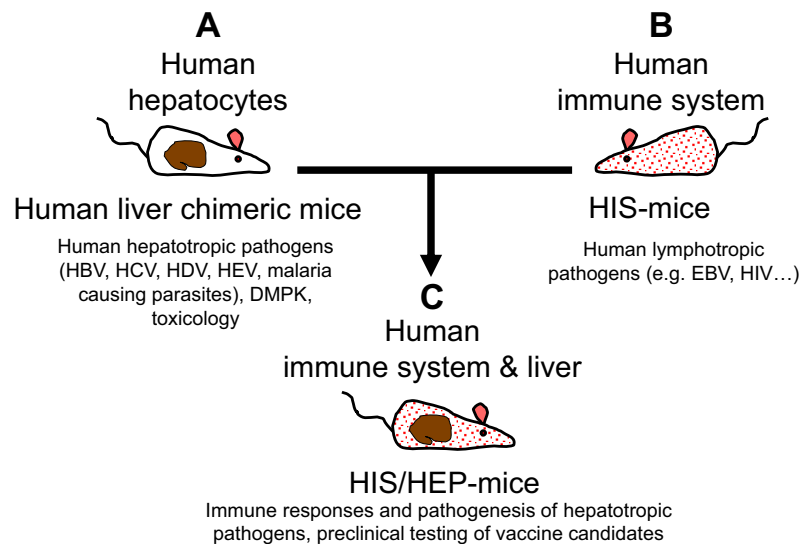 A
Human
hepatocytes
Human liver chimeric mice
Human hepatotropic pathogens
(HBV, HCV, HDV, HEV, malaria
causing parasites), DMPK,
toxicology
B
Human
immune system
HIS-mice
Human lymphotropic
pathogens (e.g. EBV, HIV…)
C
Human
immune system & liver
HIS/HEP-mice
Immune responses and pathogenesis of hepatotropic
pathogens, preclinical testing of vaccine candidates